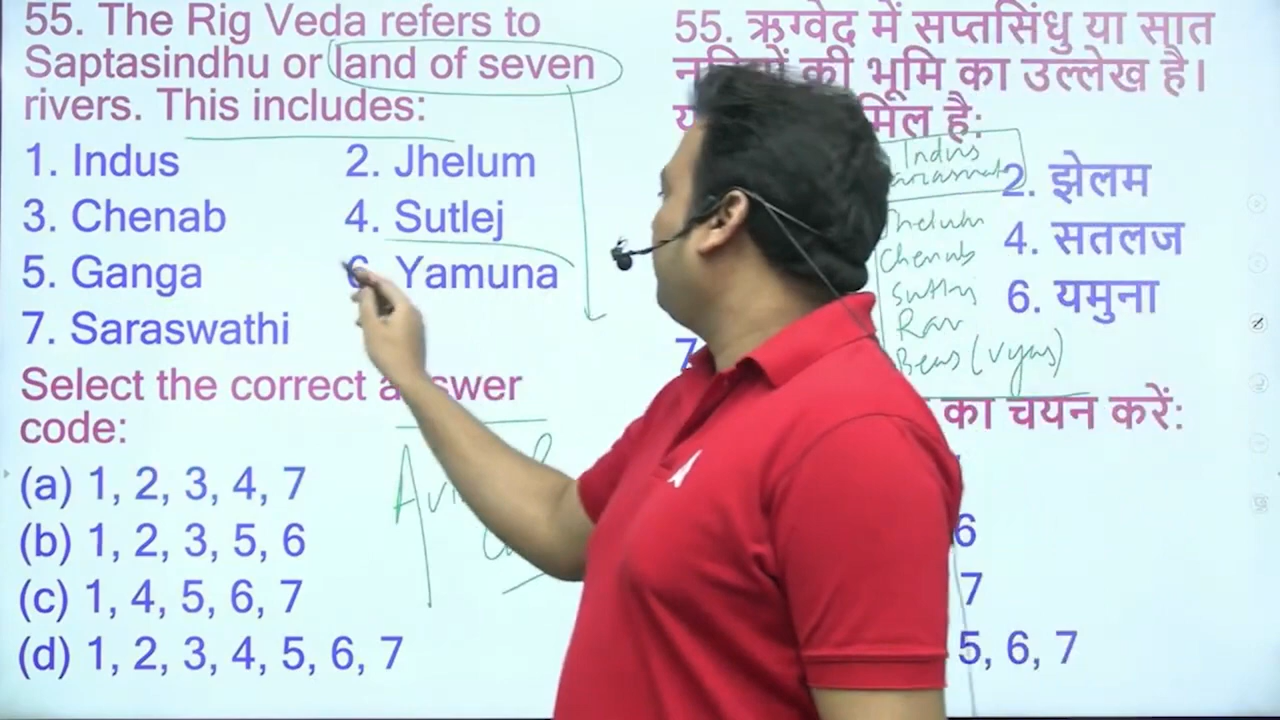 55. The Rig Veda refers to
Saptasindhu or land of seven
rivers. This includes:
1. Indus
2. Jhelum
3. Chenab
4. Sutlej
5. Ganga
6. Yamuna
7. Saraswathi
Select the correct answer
code:
(a) 1, 2, 3, 4, 7
(b) 1, 2, 3, 5, 6
(c) 1, 4, 5, 6, 7
(d) 1, 2, 3, 4, 5, 6, 7
55. ऋग्वेद में सप्तसिंधु या सात
की भूमि का उल्लेख है।
है:
Indus
2. झेलम
Jhelum
Chenab
4. सतलज
Sutlej
6. यमुना
Beas (Vyas)
7
का चयन करें:
6
7
5, 6, 7